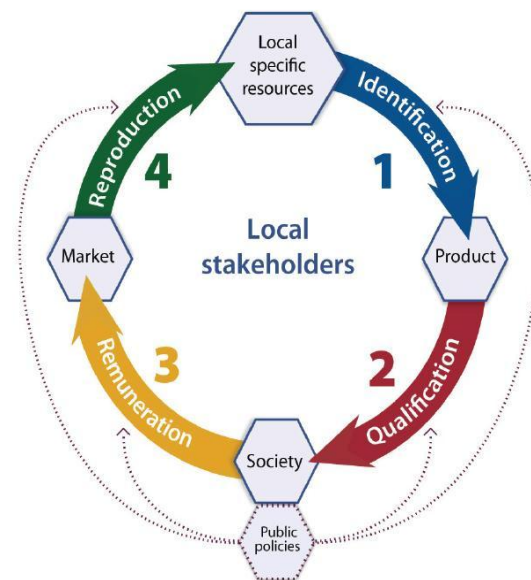 Local
specific
resources
Identification
1
Product
Qualification
2
Society
Public
policies
Remuneration
3
Market
Reproduction
4
Local
stakeholders